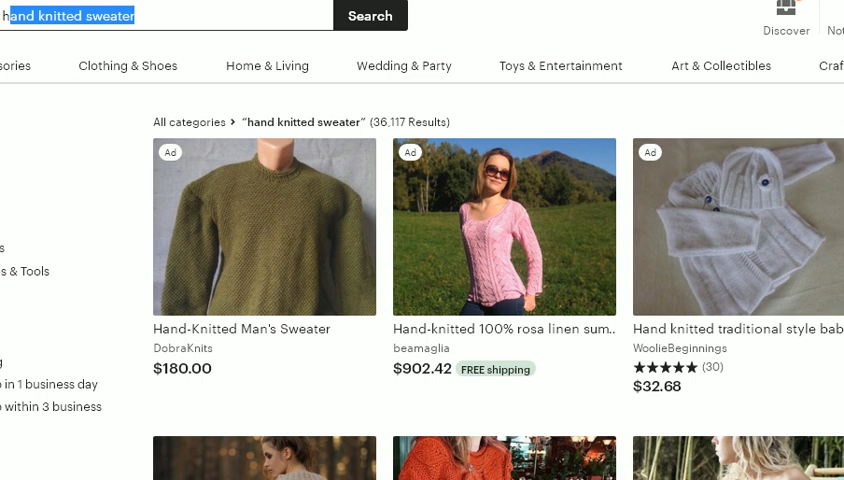 hand knitted sweater
Search
Discover
Not
sories
Clothing & Shoes
Home & Living
Wedding & Party
Toys & Entertainment
Art & Collectibles
Craf
All categories > “hand knitted sweater” (36,117 Results)
s
s & Tools
g
o in 1 business day
o within 3 business
Ad
Ad
Ad
Hand-Knitted Man's Sweater
DobraKnits
$180.00
Hand-knitted 100% rosa linen sum..
beamaglia
$902.42 FREE shipping
Hand knitted traditional style bab
WoolieBeginnings
★★★★★ (30)
$32.68